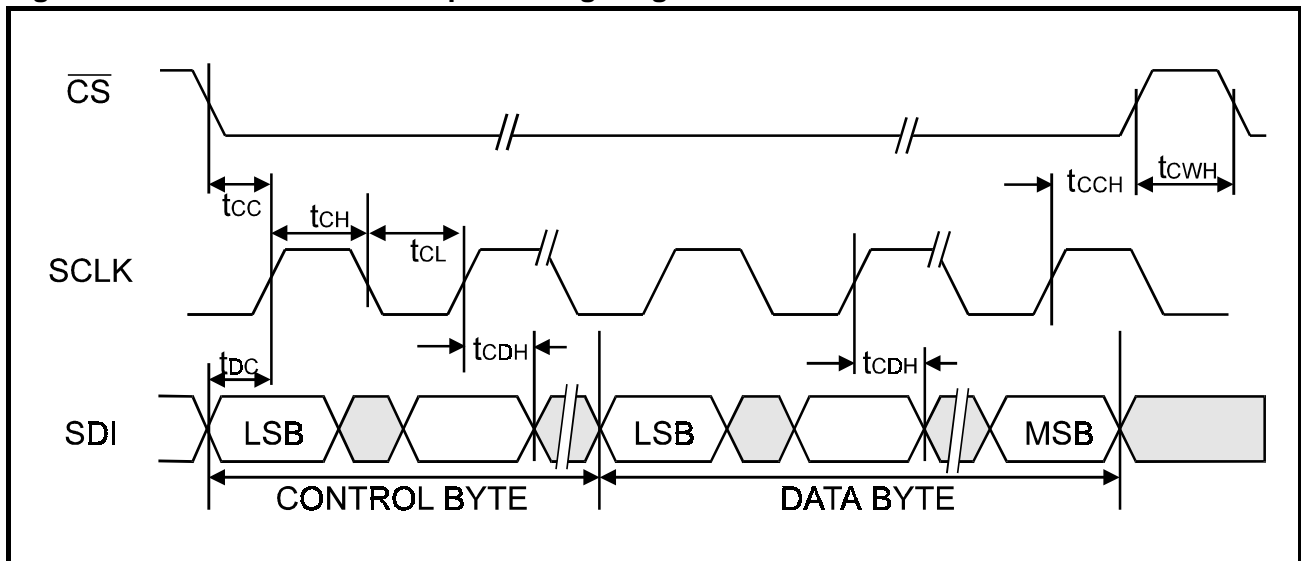 CS
tCC
tCH
tCL
tCCH
tCWH
SCLK
tDC
tCDH
tCDH
SDI
LSB
LSB
MSB
CONTROL BYTE
DATA BYTE